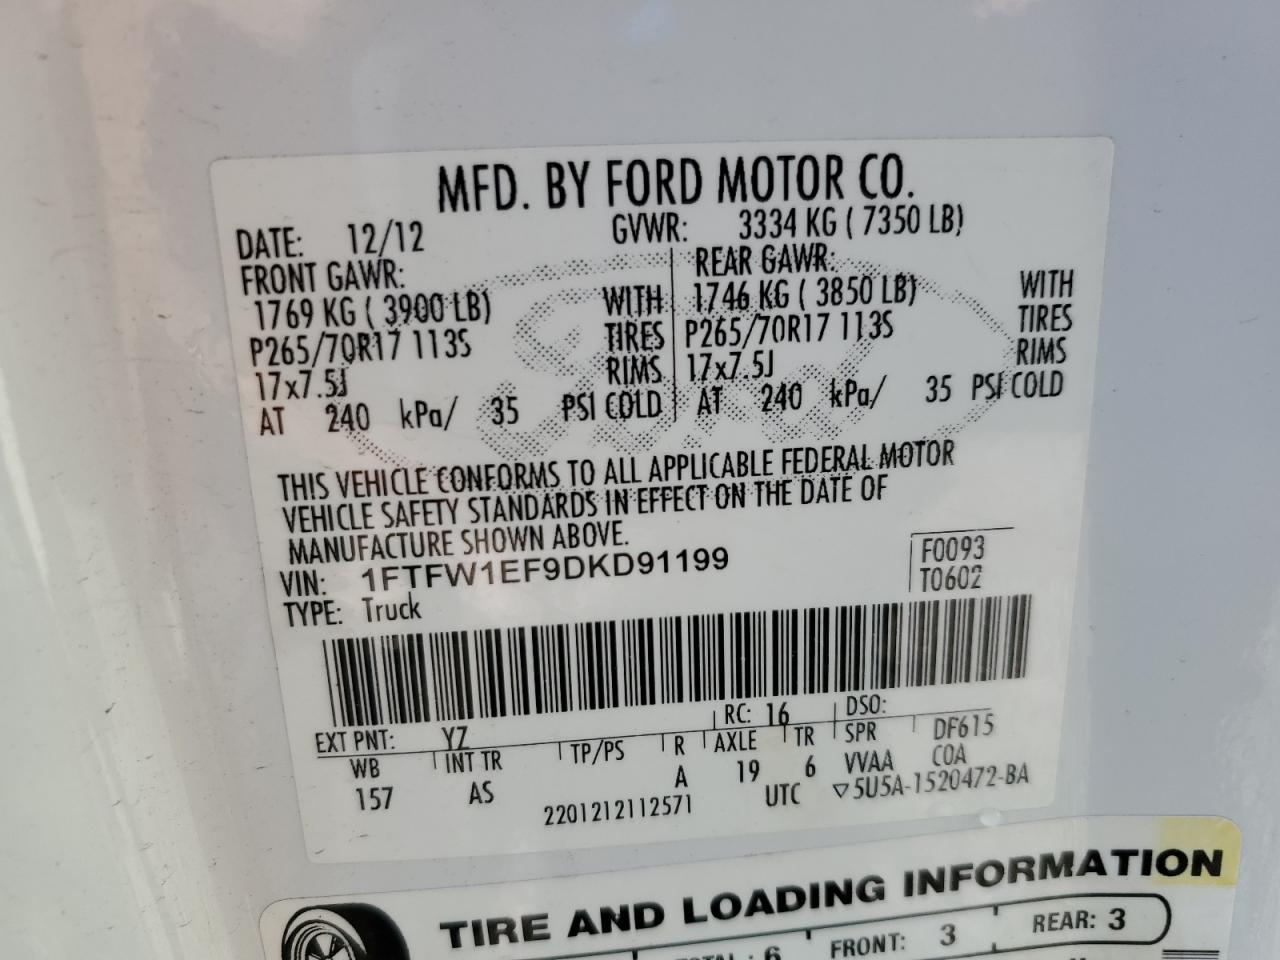 MFD. BY FORD MOTOR CO.
DATE: 12/12 GVWR: 3334 KG ( 7350 LB)
FRONT GAWR: REAR GAWR:
1769 KG ( 3900 LB) WITH 1746 KG ( 3850 LB) WITH
P265/70R17 113S TIRES P265/70R17 113S TIRES
17x7.5J RIMS 17x7.5J RIMS
AT 240 kPa/ 35 PSI COLD AT 240 kPa/ 35 PSI COLD
THIS VEHICLE CONFORMS TO ALL APPLICABLE FEDERAL MOTOR
VEHICLE SAFETY STANDARDS IN EFFECT ON THE DATE OF
MANUFACTURE SHOWN ABOVE.
VIN: 1FTFW1EF9DKD91199 F0093
TYPE: Truck T0602
EXT PNT: YZ RC: 16 DSO:
WB INT TR TP/PS R AXLE TR SPR DF615
157 AS A 19 6 VVAA COA
2201212112571 UTC ▽5U5A-1520472-BA
TIRE AND LOADING INFORMATION
: 6 FRONT: 3 REAR: 3